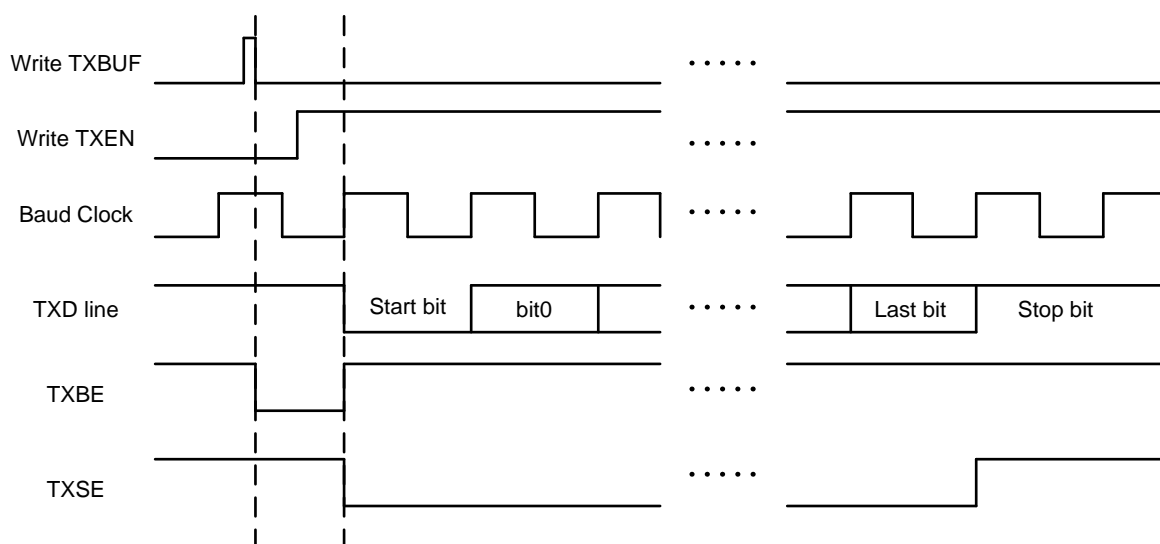 Write TXBUF
Write TXEN
Baud Clock
TXD line
Start bit
bit0
Last bit
Stop bit
TXBE
TXSE